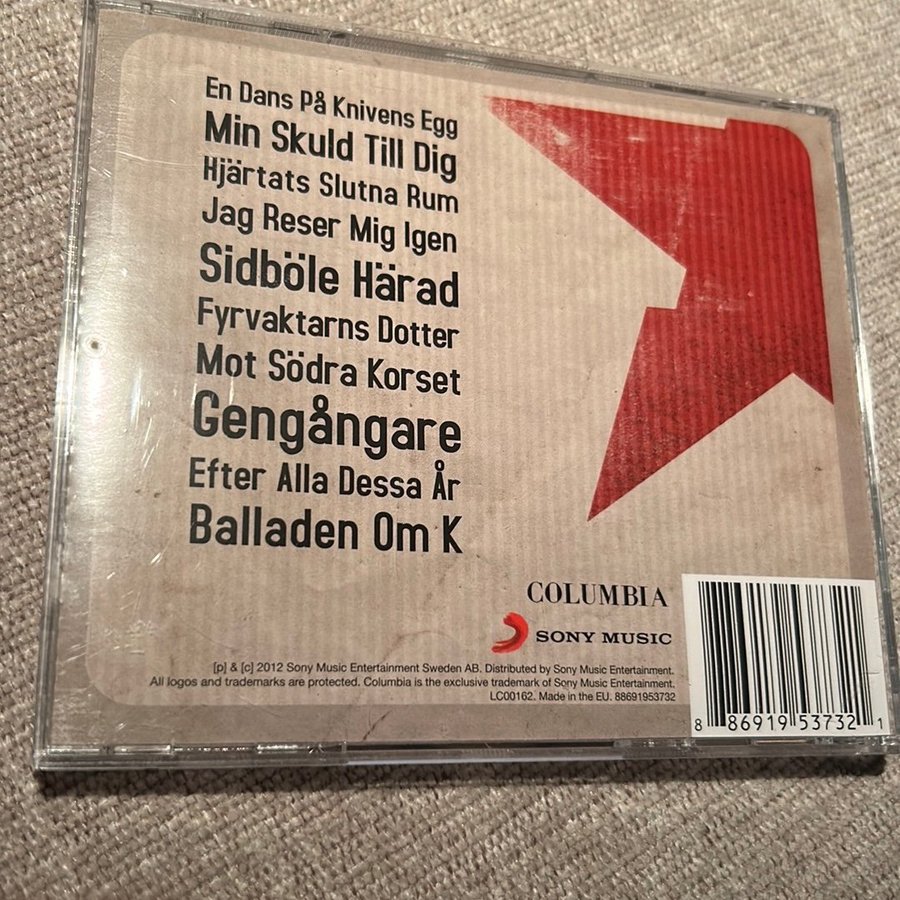 En Dans På Knivens Egg
Min Skuld Till Dig
Hjärtats Slutna Rum
Jag Reser Mig Igen
Sidböle Härad
Fyrvaktarns Dotter
Mot Södra Korset
Gengångare
Efter Alla Dessa År
Balladen Om K
COLUMBIA
SONY MUSIC
[p] & [c] 2012 Sony Music Entertainment Sweden AB. Distributed by Sony Music Entertainment.
All logos and trademarks are protected. Columbia is the exclusive trademark of Sony Music Entertainment.
LC00162. Made in the EU. 88691953732
8 86919 53732 1